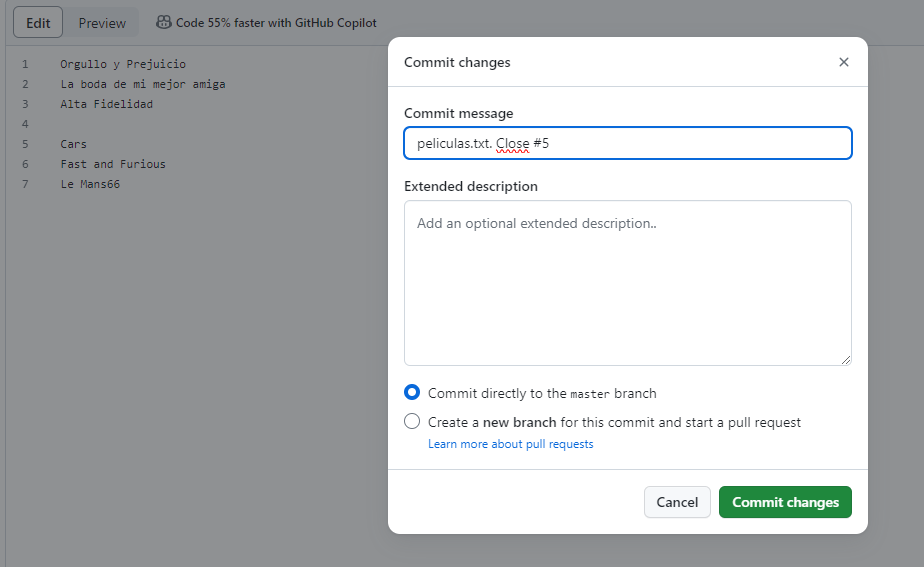 Edit Preview Code 55% faster with GitHub Copilot
1 Orgullo y Prejuicio
2 La boda de mi mejor amiga
3 Alta Fidelidad
4
5 Cars
6 Fast and Furious
7 Le Mans66
Commit changes
Commit message
peliculas.txt. Close #5
Extended description
Add an optional extended description..
Commit directly to the master branch
Create a new branch for this commit and start a pull request
Learn more about pull requests
Cancel Commit changes